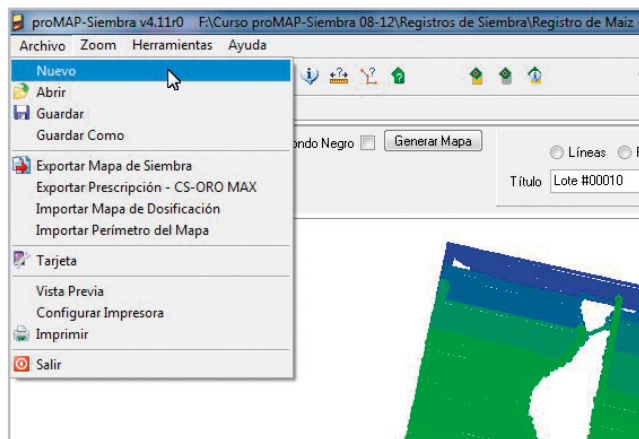 proMAP-Siembra v4.11r0 F:\Curso proMAP-Siembra 08-12\Registros de Siembra\Registro de Maiz
Archivo Zoom Herramientas Ayuda
Nuevo
Abrir
Guardar
Guardar Como
Exportar Mapa de Siembra
Exportar Prescripción - CS-ORO MAX
Importar Mapa de Dosificación
Importar Perímetro del Mapa
Tarjeta
Vista Previa
Configurar Impresora
Imprimir
Salir
ondo Negro Generar Mapa
Líneas
Título Lote #00010